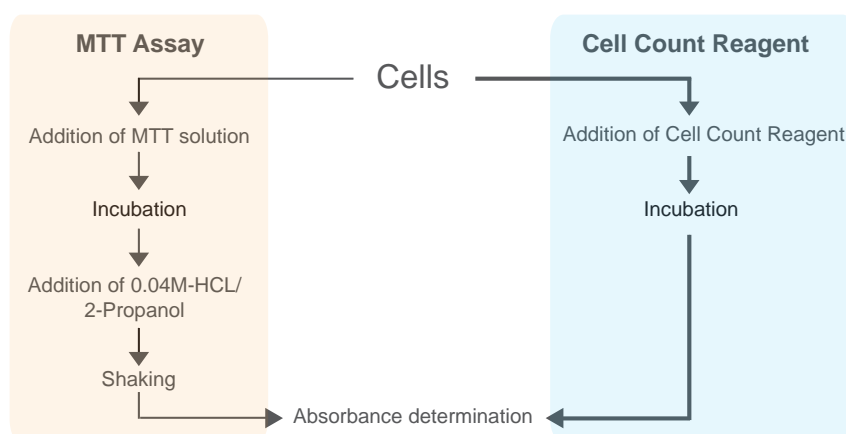 MTT Assay
Cell Count Reagent
Cells
Addition of MTT solution
Addition of Cell Count Reagent
Incubation
Incubation
Addition of 0.04M-HCL/
2-Propanol
Shaking
Absorbance determination